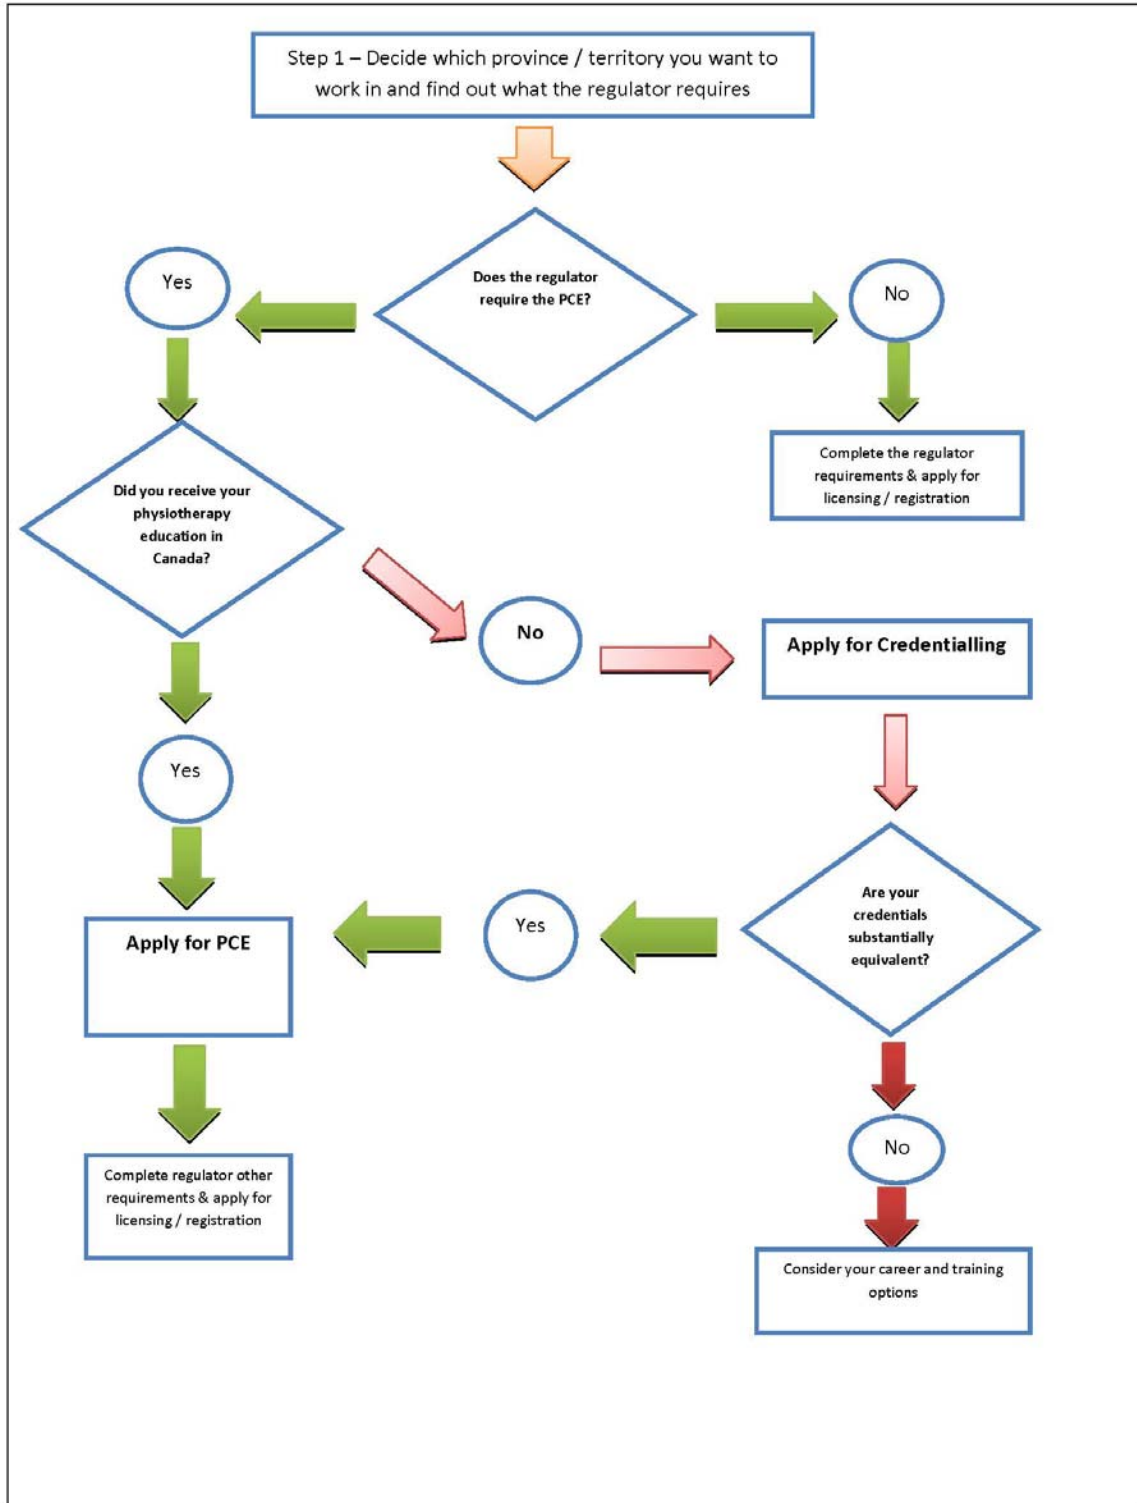 Step 1 – Decide which province / territory you want to
work in and find out what the regulator requires
Does the regulator
require the PCE?
Yes
No
Complete the regulator
requirements & apply for
licensing / registration
Did you receive your
physiotherapy
education in
Canada?
No
Apply for Credentialling
Yes
Are your
credentials
substantially
equivalent?
Yes
Apply for PCE
No
Complete regulator other
requirements & apply for
licensing / registration
Consider your career and training
options